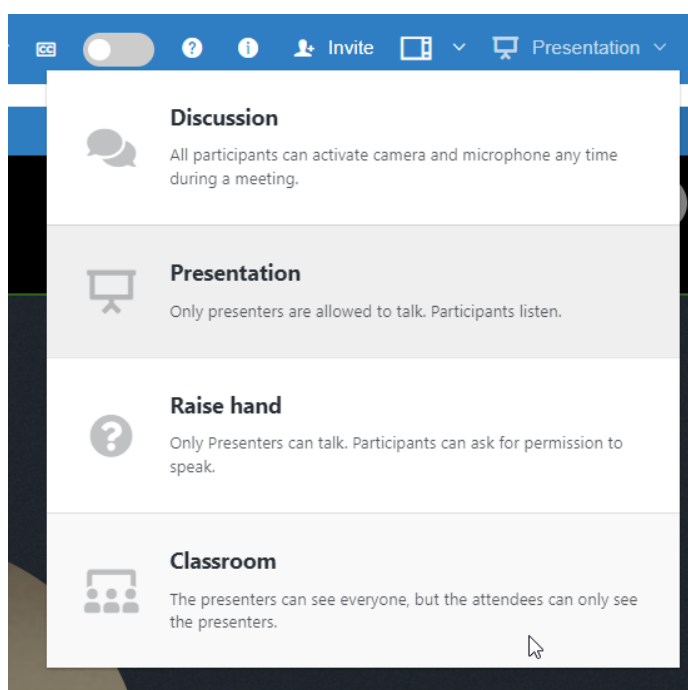 CC ? i Invite Presentation
Discussion
All participants can activate camera and microphone any time
during a meeting.
Presentation
Only presenters are allowed to talk. Participants listen.
Raise hand
?
Only Presenters can talk. Participants can ask for permission to
speak.
Classroom
The presenters can see everyone, but the attendees can only see
the presenters.